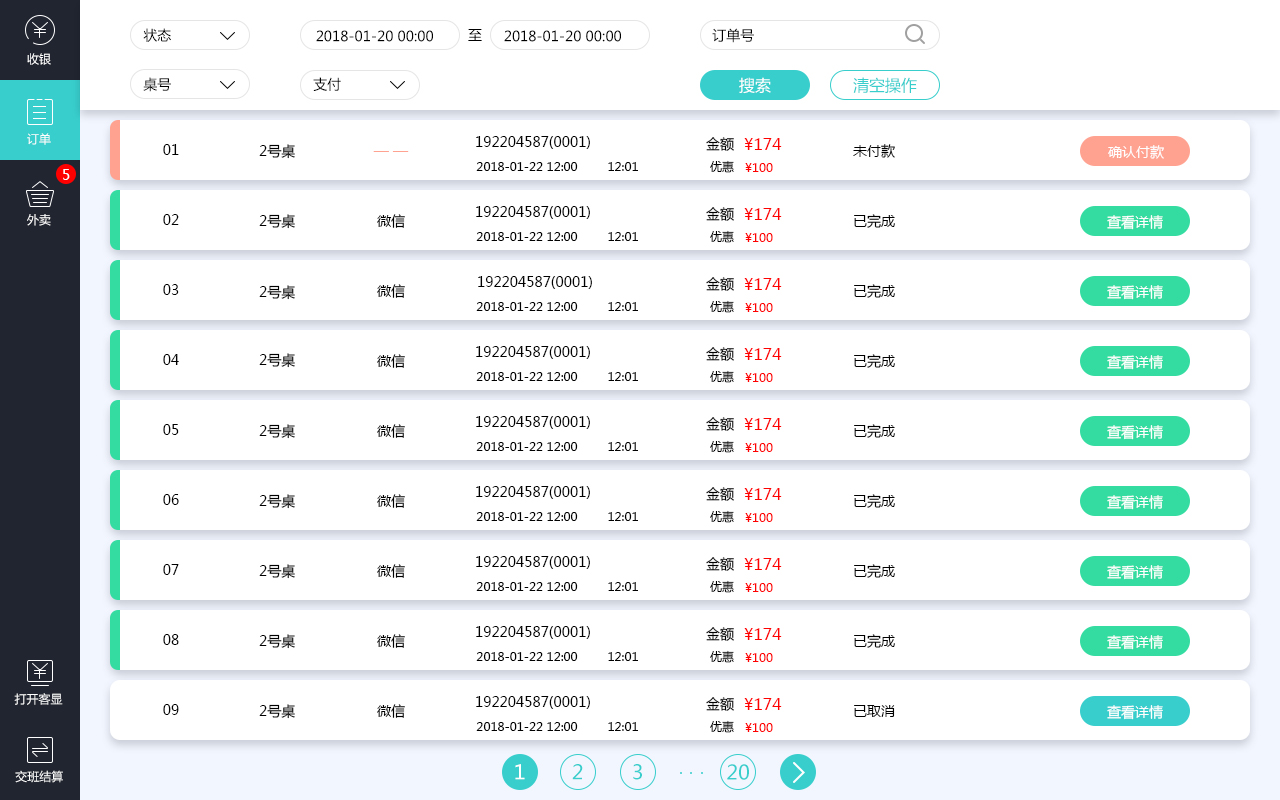 收银
订单
5
外卖
打开客显
交班结算
状态
2018-01-20 00:00 至 2018-01-20 00:00
订单号
桌号
支付
搜索
清空操作
01 2号桌 —— 192204587(0001) 金额 ¥174 未付款 确认付款
2018-01-22 12:00 12:01 优惠 ¥100
02 2号桌 微信 192204587(0001) 金额 ¥174 已完成 查看详情
2018-01-22 12:00 12:01 优惠 ¥100
03 2号桌 微信 192204587(0001) 金额 ¥174 已完成 查看详情
2018-01-22 12:00 12:01 优惠 ¥100
04 2号桌 微信 192204587(0001) 金额 ¥174 已完成 查看详情
2018-01-22 12:00 12:01 优惠 ¥100
05 2号桌 微信 192204587(0001) 金额 ¥174 已完成 查看详情
2018-01-22 12:00 12:01 优惠 ¥100
06 2号桌 微信 192204587(0001) 金额 ¥174 已完成 查看详情
2018-01-22 12:00 12:01 优惠 ¥100
07 2号桌 微信 192204587(0001) 金额 ¥174 已完成 查看详情
2018-01-22 12:00 12:01 优惠 ¥100
08 2号桌 微信 192204587(0001) 金额 ¥174 已完成 查看详情
2018-01-22 12:00 12:01 优惠 ¥100
09 2号桌 微信 192204587(0001) 金额 ¥174 已取消 查看详情
2018-01-22 12:00 12:01 优惠 ¥100
1 2 3 ··· 20